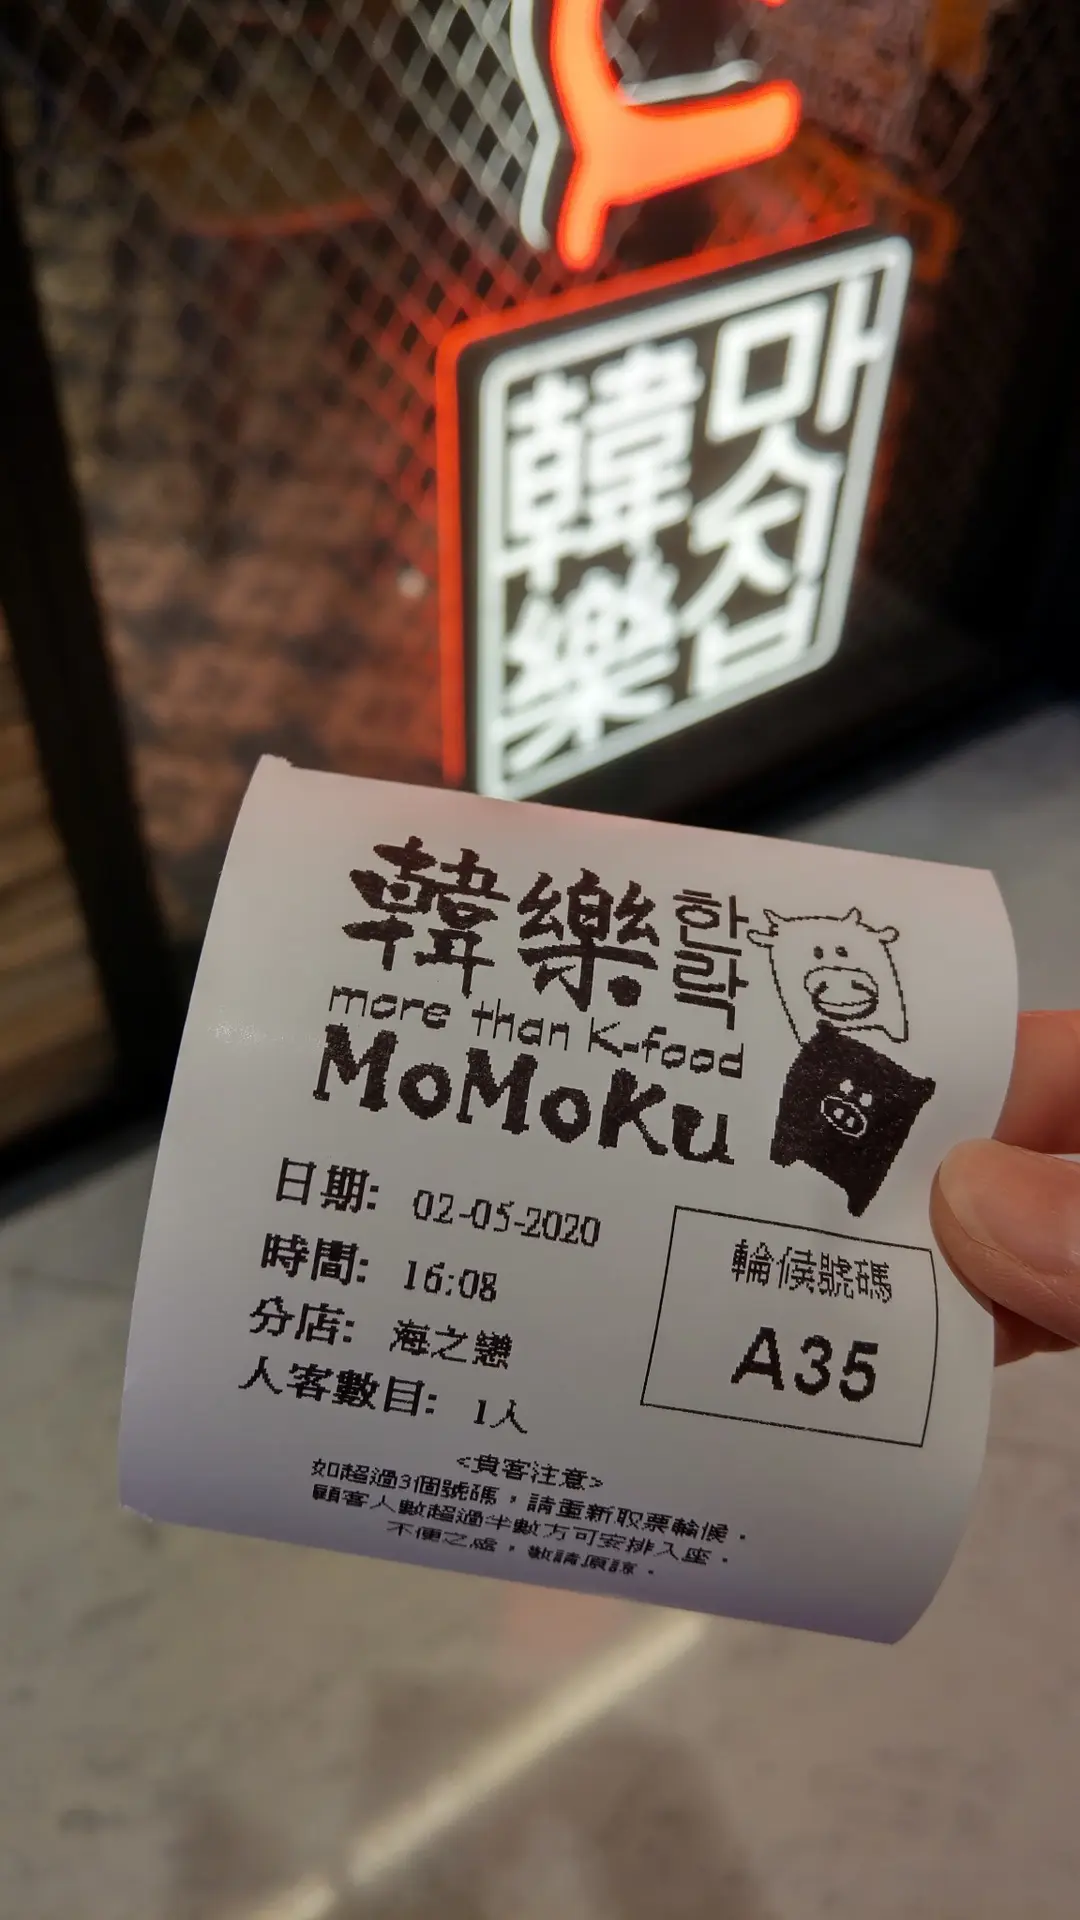 韓 마
樂 싰
韓樂 한락
more than K-food
MoMoKu
日期: 02-05-2020
時間: 16:08
分店: 海之戀
人客數目: 1人
輪候號碼
A35
<貴客注意>
如超過3個號碼，請重新取票輪候.
顧客人數超過半數方可安排入座.
不便之處，敬請原諒.